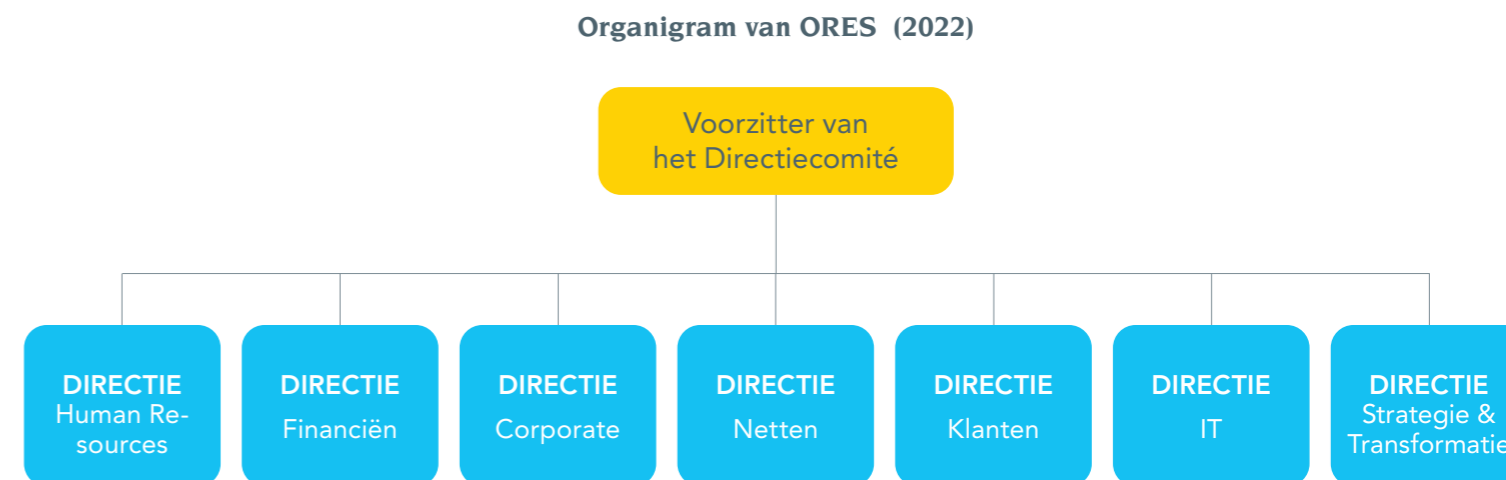 Organigram van ORES (2022)
Voorzitter van
het Directiecomité
DIRECTIE
Human Re-
sources
DIRECTIE
Financiën
DIRECTIE
Corporate
DIRECTIE
Netten
DIRECTIE
Klanten
DIRECTIE
IT
DIRECTIE
Strategie &
Transformatie